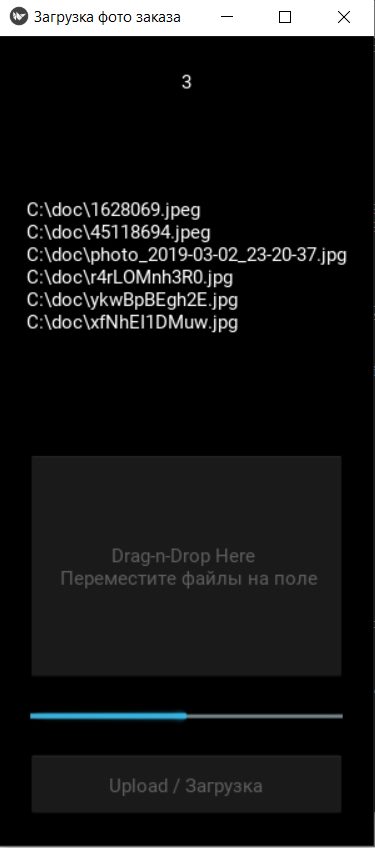 Загрузка фото заказа
3
C:\doc\1628069.jpeg
C:\doc\45118694.jpeg
C:\doc\photo_2019-03-02_23-20-37.jpg
C:\doc\r4rLOMnh3R0.jpg
C:\doc\ykwBpBEgh2E.jpg
C:\doc\xfNhEI1DMuw.jpg
Drag-n-Drop Here
Переместите файлы на поле
Upload / Загрузка